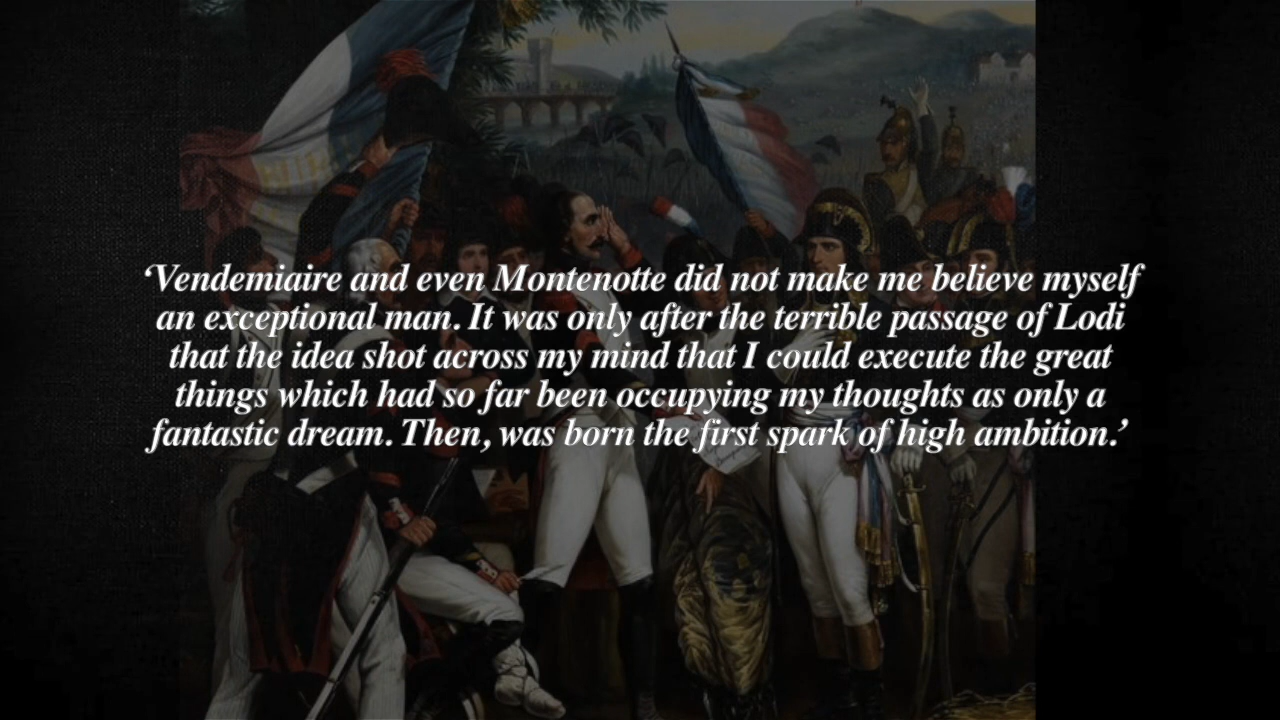 ‘Vendemiaire and even Montenotte did not make me believe myself
an exceptional man. It was only after the terrible passage of Lodi
that the idea shot across my mind that I could execute the great
things which had so far been occupying my thoughts as only a
fantastic dream. Then, was born the first spark of high ambition.’